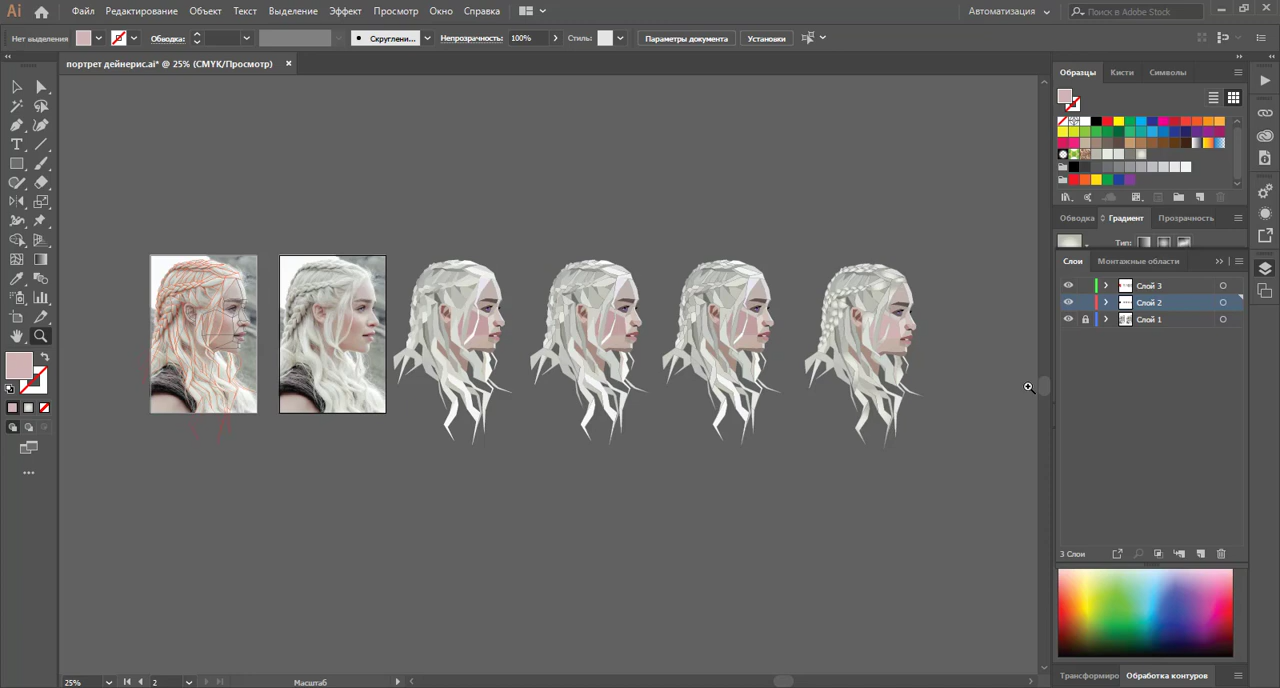 Ai
Файл Редактирование Объект Текст Выделение Эффект Просмотр Окно Справка
Автоматизация
Поиск в Adobe Stock
Нет выделения
Обводка:
Скруглени...
Непрозрачность: 100%
Стиль:
Параметры документа
Установки
портрет дейнерис.ai* @ 25% (CMYK/Просмотр)
Образцы Кисти Символы
Обводка Градиент Прозрачность
Тип:
Слои Монтажные области
Слой 3
Слой 2
Слой 1
3 Слои
Трансформиро Обработка контуров
25%
2
Масштаб